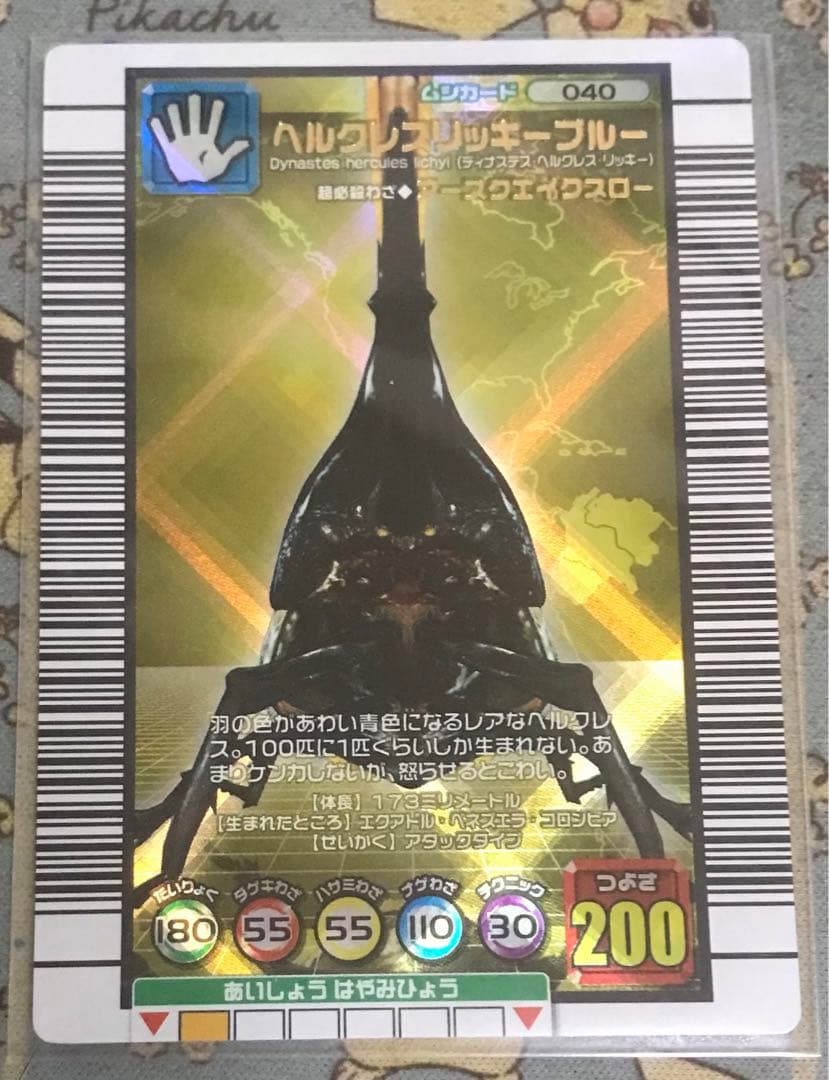 Pikachu
ムシカード 040
ヘルクレスリッキーブルー
Dynastes hercules lichyi (ディナステス・ヘルクレス・リッキー)
超必殺わざ◆アースクエイクスロー
羽の色があわい青色になるレアなヘルクレ
ス。100匹に1匹くらいしか生まれない。あ
まりケンカしないが、怒らせるとこわい。
【体長】173ミリメートル
【生まれたところ】エクアドル・ベネズエラ・コロンビア
【せいかく】アタックタイプ
たいりょく ダゲキわざ ハサミわざ ナゲわざ テクニック つよさ
180 55 55 110 30 200
あいしょう はやみひょう